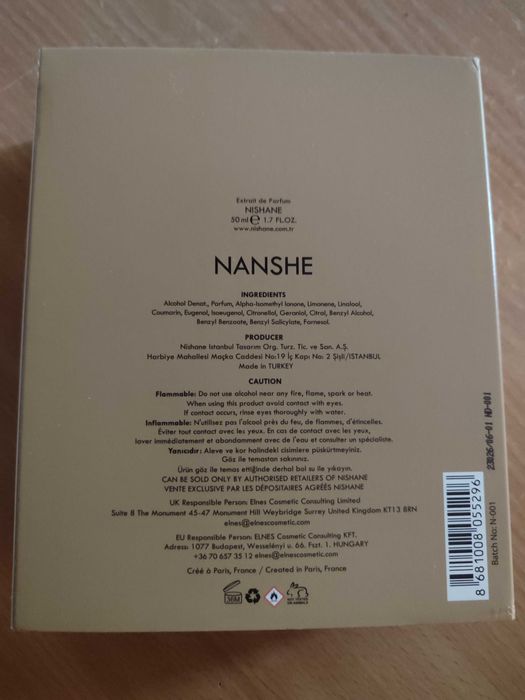 Extrait de Parfum
NISHANE
50 ml ℮ 1.7 FL.OZ.
www.nishane.com.tr
NANSHE
INGREDIENTS
Alcohol Denat., Parfum, Alpha-Isomethyl Ionone, Limonene, Linalool,
Coumarin, Eugenol, Isoeugenol, Citronellol, Geraniol, Citral, Benzyl Alcohol,
Benzyl Benzoate, Benzyl Salicylate, Farnesol.
PRODUCER
Nishane Istanbul Tasarım Org. Turz. Tic. ve San. A.Ş.
Harbiye Mahallesi Maçka Caddesi No:19 İç Kapı No: 2 Şişli/ISTANBUL
Made in TURKEY
CAUTION
Flammable: Do not use alcohol near any fire, flame, spark or heat.
When using this product avoid contact with eyes.
If contact occurs, rinse eyes thoroughly with water.
Inflammable: N'utilisez pas l'alcool près du feu, de flammes, d'étincelles.
Éviter tout contact avec les yeux. En cas de contact avec les yeux,
laver immédiatement et abondamment avec de l'eau et consulter un spécialiste.
Yanıcıdır: Aleve ve kor halindeki cisimlere püskürtmeyiniz.
Göz ile temastan sakınınız.
Ürün göz ile temas ettiğinde derhal bol su ile yıkayın.
CAN BE SOLD ONLY BY AUTHORISED RETAILERS OF NISHANE
VENTE EXCLUSIVE PAR LES DÉPOSITAIRES AGRÉÉS NISHANE
UK Responsible Person: Elnes Cosmetic Consulting Limited
Suite 8 The Monument 45-47 Monument Hill Weybridge Surrey United Kingdom KT13 8RN
elnes@elnescosmetic.com
EU Responsible Person: ELNES Cosmetic Consulting KFT.
Adress: 1077 Budapest, Wesselényi u. 66. Fszt. 1. HUNGARY
+36 70 657 35 12 elnes@elnescosmetic.com
Créé à Paris, France / Created in Paris, France
36M
NOT TESTED
ON ANIMALS
8 681008 055296
Batch No: N-001
23026/06-01 HD-001